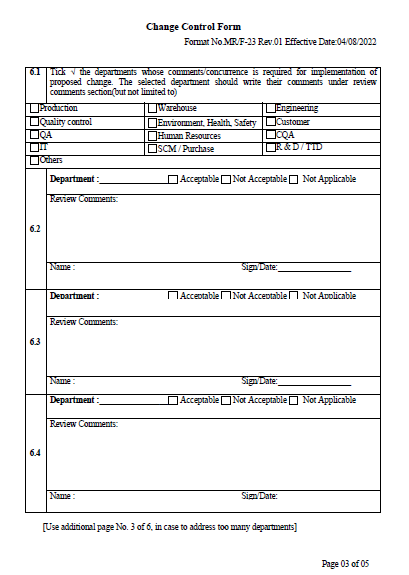 Change Control Form
Format No.MR/F-23 Rev.01 Effective Date:04/08/2022
6.1 Tick √ the departments whose comments/concurrence is required for implementation of
proposed change. The selected department should write their comments under review
comments section(but not limited to)
Production Warehouse Engineering
Quality control Environment, Health, Safety Customer
QA Human Resources CQA
IT SCM / Purchase R & D / TTD
Others
Department : Acceptable Not Acceptable Not Applicable
Review Comments:
6.2
Name : Sign/Date:
Department : Acceptable Not Acceptable Not Applicable
Review Comments:
6.3
Name : Sign/Date:
Department : Acceptable Not Acceptable Not Applicable
Review Comments:
6.4
Name : Sign/Date:
[Use additional page No. 3 of 6, in case to address too many departments]
Page 03 of 05